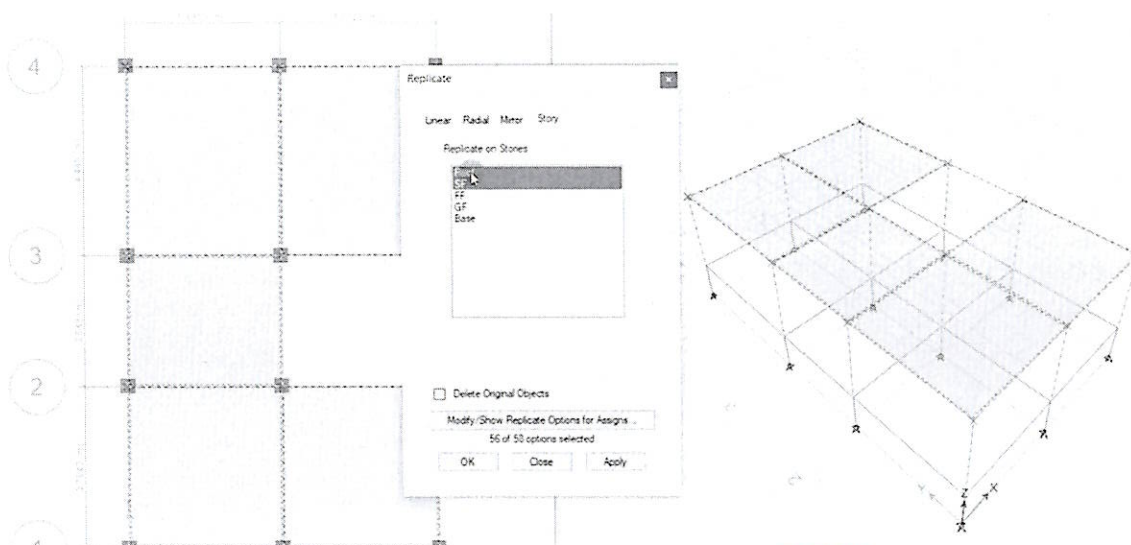 4
3
2
Replicate
Linear Radial Mirror Story
Replicate on Stories
SF
FF
GF
Base
Delete Original Objects
Modify/Show Replicate Options for Assigns...
56 of 58 options selected
OK Close Apply
Z
X